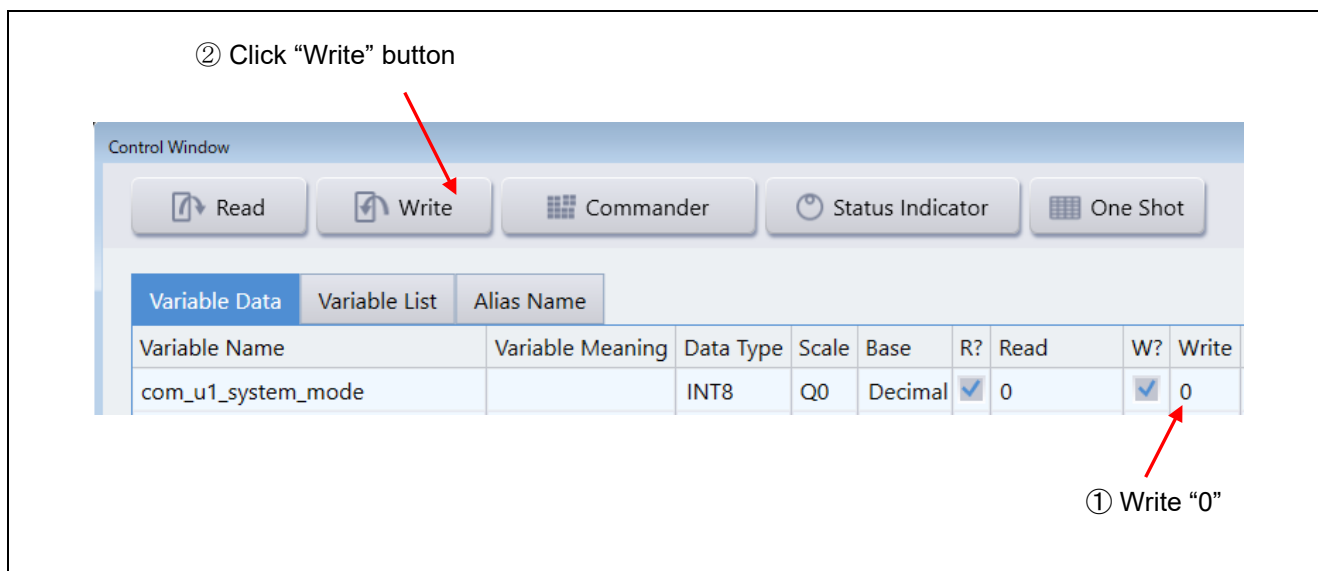 ② Click “Write” button
Control Window
Read Write Commander Status Indicator One Shot
Variable Data Variable List Alias Name
Variable Name Variable Meaning Data Type Scale Base R? Read W? Write
com_u1_system_mode INT8 Q0 Decimal 0 0
① Write “0”